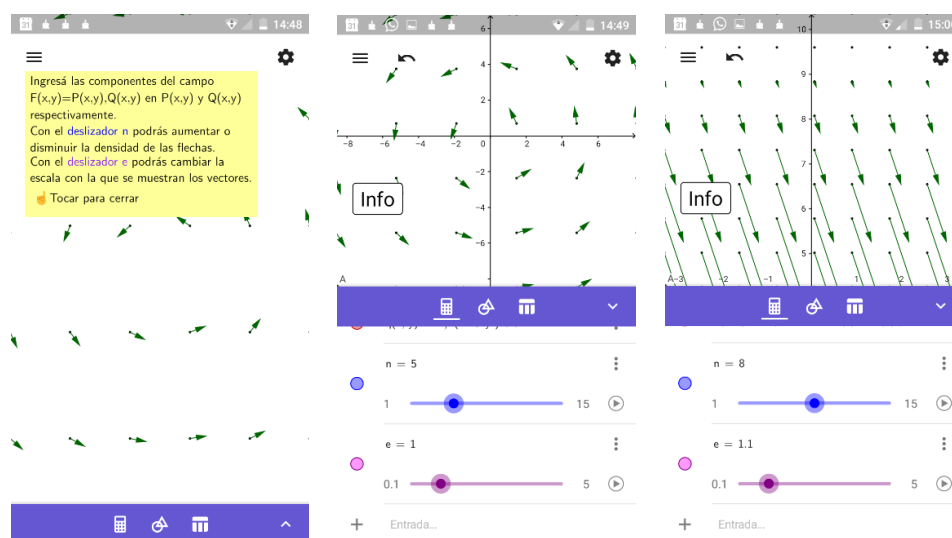 31
14:48
Ingresá las componentes del campo
F(x,y)=P(x,y),Q(x,y) en P(x,y) y Q(x,y)
respectivamente.
Con el deslizador n podrás aumentar o
disminuir la densidad de las flechas.
Con el deslizador e podrás cambiar la
escala con la que se muestran los vectores.
Tocar para cerrar
31
14:49
6
4
2
-8 -6 -4 -2 0 2 4 6
-2
-4
-6
Info
A
n = 5
1 15
e = 1
0.1 5
+ Entrada...
31
10
9
8
7
6
5
Info
A-3 -2 -1 1 2 3
n = 8
1 15
e = 1.1
0.1 5
+ Entrada...